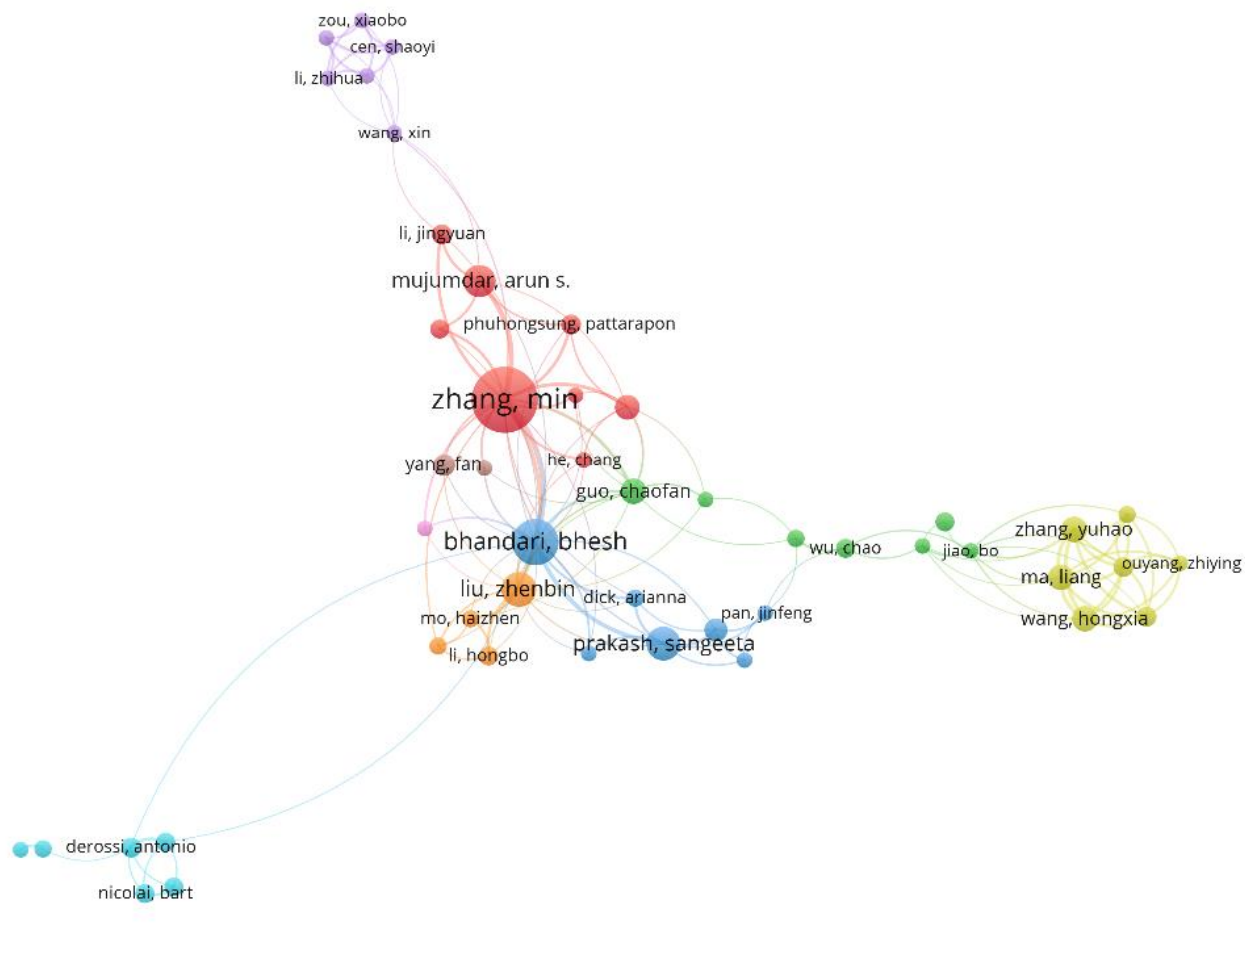 zou, xiaobo
cen, shaoyi
li, zhihua
wang, xin
li, jingyuan
mujumdar, arun s.
phuhongsung, pattarapon
zhang, min
yang, fan
he, chang
guo, chaofan
bhandari, bhesh
wu, chao
jiao, bo
zhang, yuhao
ouyang, zhiying
ma, liang
wang, hongxia
liu, zhenbin
dick, arianna
mo, haizhen
pan, jinfeng
prakash, sangeeta
li, hongbo
derossi, antonio
nicolai, bart